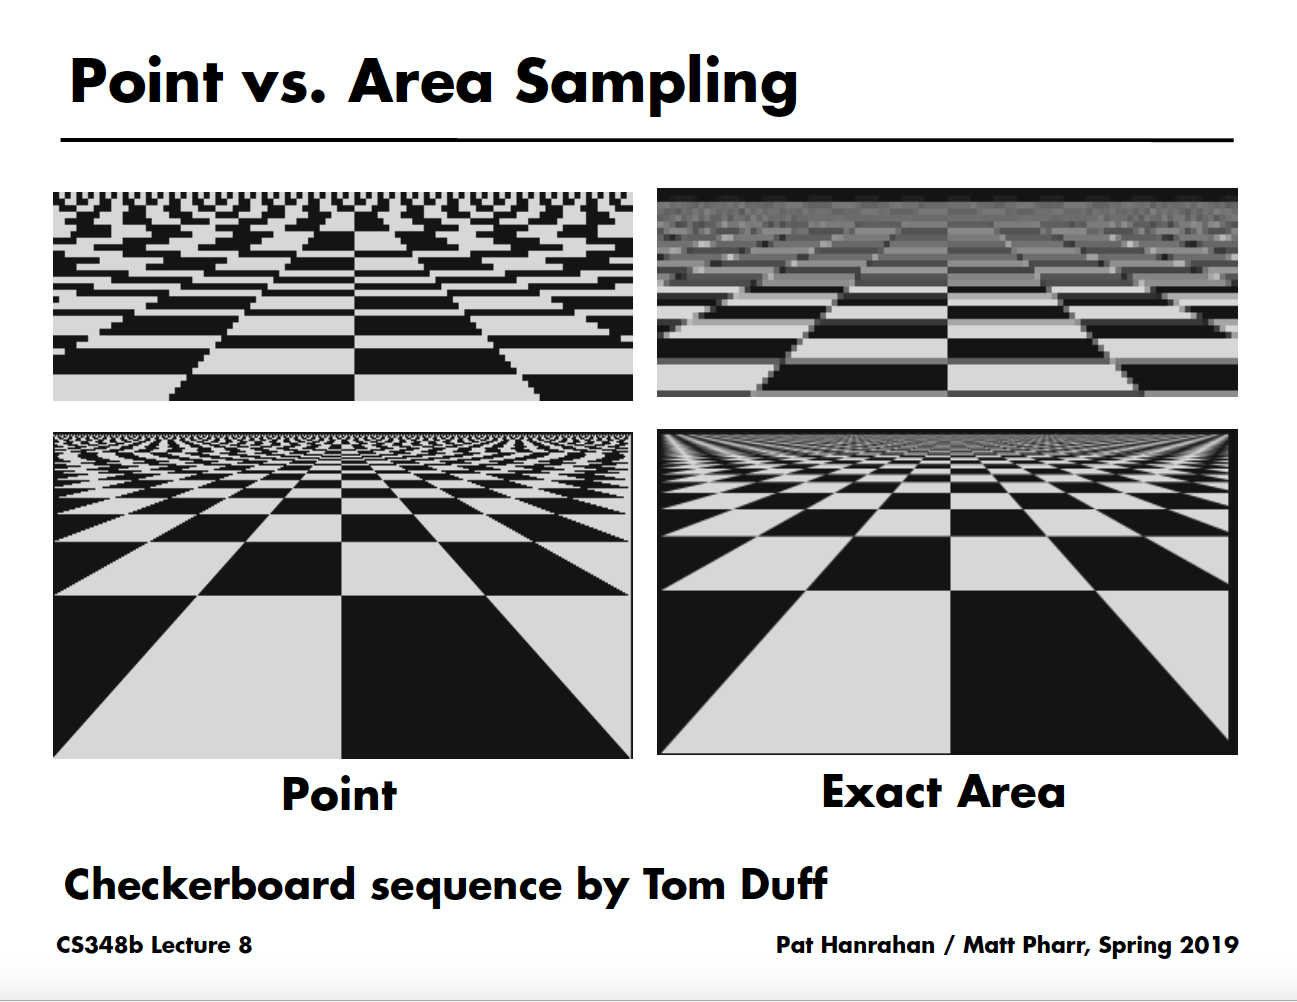 Point vs. Area Sampling
Point
Exact Area
Checkerboard sequence by Tom Duff
CS348b Lecture 8
Pat Hanrahan / Matt Pharr, Spring 2019